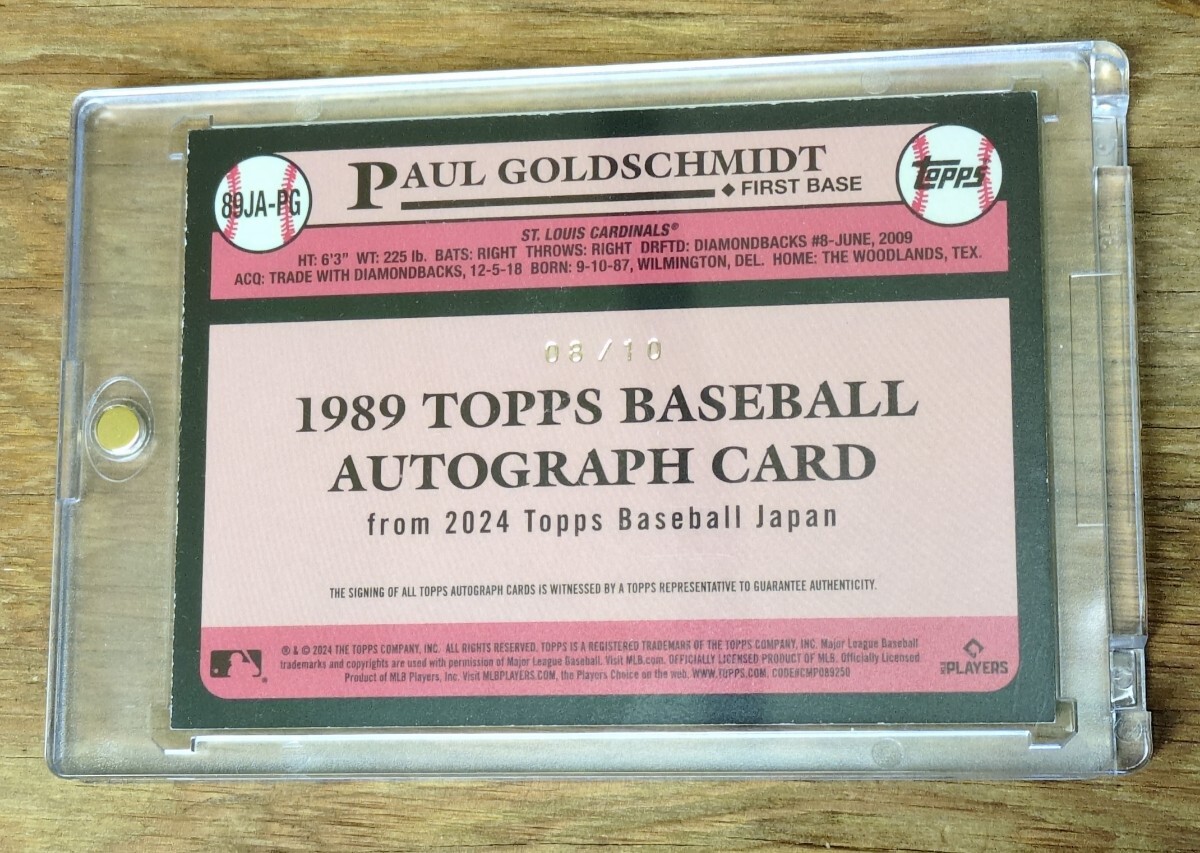 89JA-PG
PAUL GOLDSCHMIDT
FIRST BASE
Topps
ST. LOUIS CARDINALS®
HT: 6'3" WT: 225 lb. BATS: RIGHT THROWS: RIGHT DRFTD: DIAMONDBACKS #8-JUNE, 2009
ACQ: TRADE WITH DIAMONDBACKS, 12-5-18 BORN: 9-10-87, WILMINGTON, DEL. HOME: THE WOODLANDS, TEX.
08/10
1989 TOPPS BASEBALL
AUTOGRAPH CARD
from 2024 Topps Baseball Japan
THE SIGNING OF ALL TOPPS AUTOGRAPH CARDS IS WITNESSED BY A TOPPS REPRESENTATIVE TO GUARANTEE AUTHENTICITY.
® & © 2024 THE TOPPS COMPANY, INC. ALL RIGHTS RESERVED. TOPPS IS A REGISTERED TRADEMARK OF THE TOPPS COMPANY, INC. Major League Baseball
trademarks and copyrights are used with permission of Major League Baseball. Visit MLB.com. OFFICIALLY LICENSED PRODUCT OF MLB. Officially Licensed
Product of MLB Players, Inc. Visit MLBPLAYERS.COM, the Players Choice on the web. WWW.TOPPS.COM. CODE#CMP089250
MLB PLAYERS